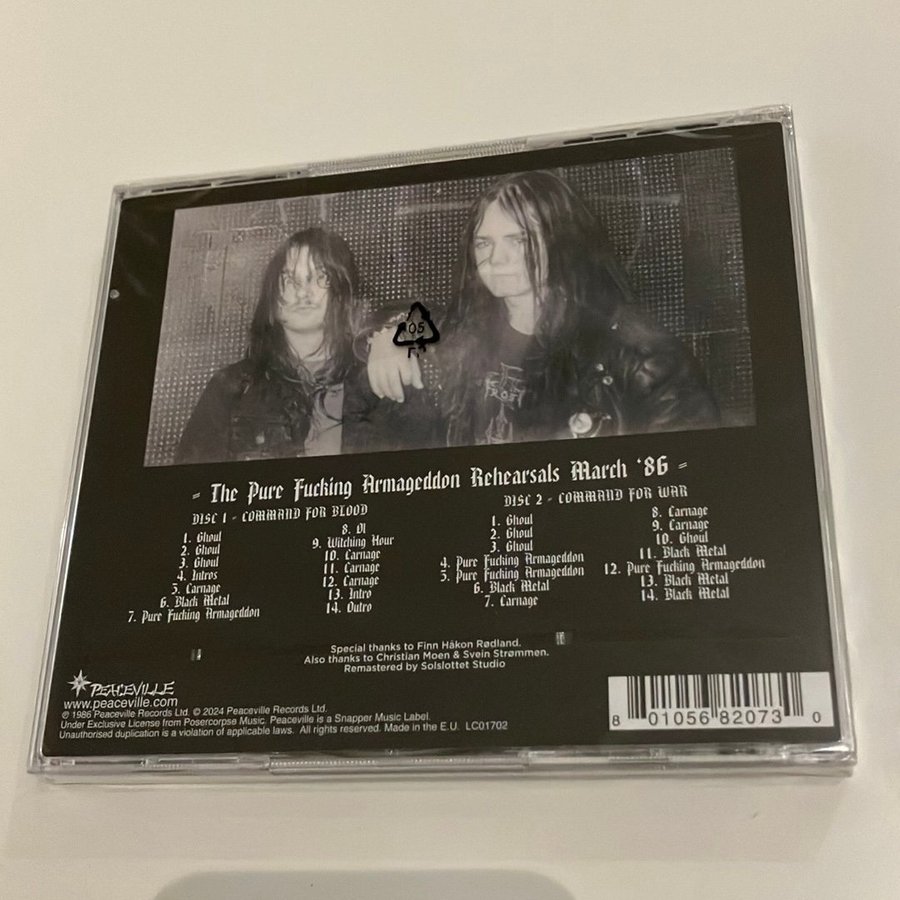 05
FROST
= The Pure Fucking Armageddon Rehearsals March '86 =
DISC 1 - COMMAND FOR BLOOD
1. Ghoul
2. Ghoul
3. Ghoul
4. Intros
5. Carnage
6. Black Metal
7. Pure Fucking Armageddon
8. Ol
9. Witching Hour
10. Carnage
11. Carnage
12. Carnage
13. Intro
14. Outro
DISC 2 - COMMAND FOR WAR
1. Ghoul
2. Ghoul
3. Ghoul
4. Pure Fucking Armageddon
5. Pure Fucking Armageddon
6. Black Metal
7. Carnage
8. Carnage
9. Carnage
10. Ghoul
11. Black Metal
12. Pure Fucking Armageddon
13. Black Metal
14. Black Metal
Special thanks to Finn Håkon Rødland.
Also thanks to Christian Moen & Svein Strømmen.
Remastered by Solslottet Studio
PEACEVILLE
www.peaceville.com
℗ 1986 Peaceville Records Ltd. © 2024 Peaceville Records Ltd.
Under Exclusive License from Posercorpse Music. Peaceville is a Snapper Music Label.
Unauthorised duplication is a violation of applicable laws. All rights reserved. Made in the E.U. LC01702
8 01056 82073 0